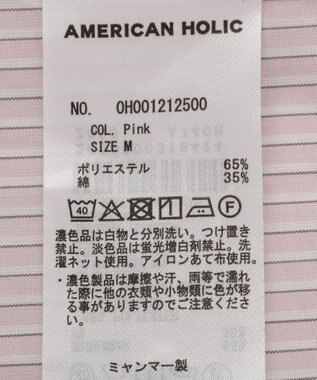 AMERICAN HOLIC
NO. OH001212500
COL. Pink
SIZE M
ポリエステル 65%
綿 35%
40 F
濃色品は白物と分別洗い。つけ置き
禁止。淡色品は蛍光増白剤禁止。洗
濯ネット使用。アイロンあて布使用。
・濃色製品は摩擦や汗、雨等で濡れ
た際に他の衣類や小物類に色が移
る事がありますのでご注意くださ
い。
ミャンマー製